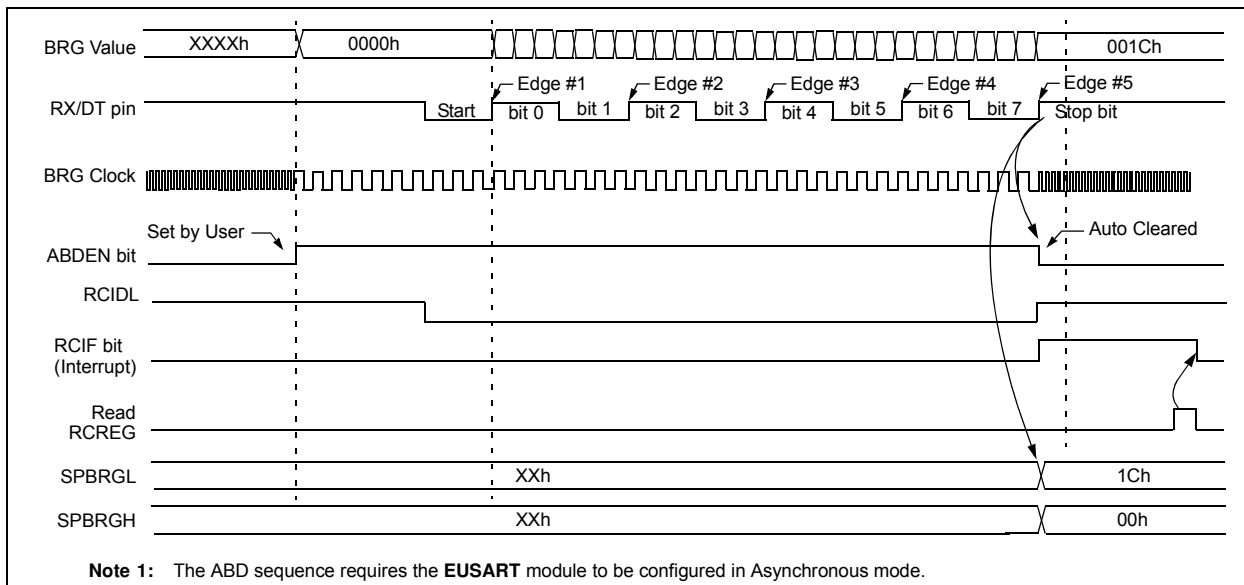 BRG Value
XXXXh
0000h
001Ch
Edge #1
Edge #2
Edge #3
Edge #4
Edge #5
RX/DT pin
Start
bit 0
bit 1
bit 2
bit 3
bit 4
bit 5
bit 6
bit 7
Stop bit
BRG Clock
Set by User
Auto Cleared
ABDEN bit
RCIDL
RCIF bit
(Interrupt)
Read
RCREG
SPBRGL
XXh
1Ch
SPBRGH
XXh
00h
Note 1: The ABD sequence requires the EUSART module to be configured in Asynchronous mode.